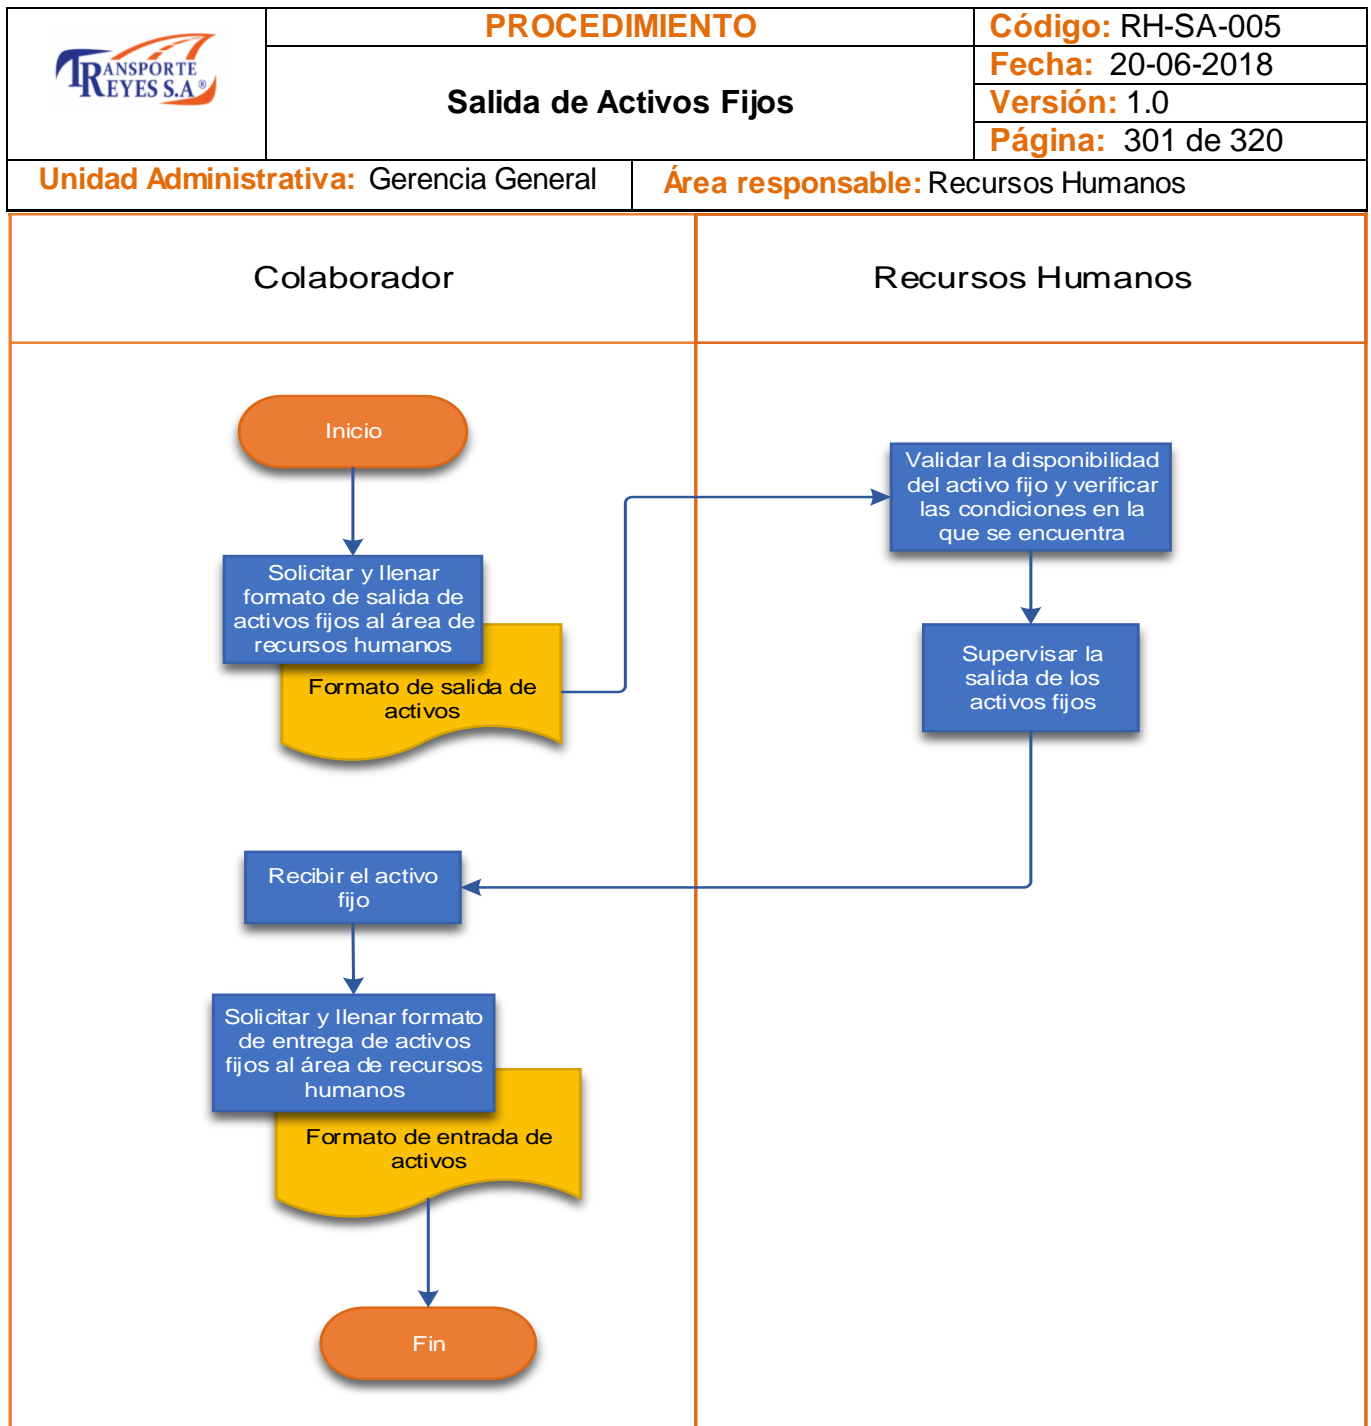 TRANSPORTE
REYES S.A®
PROCEDIMIENTO
Salida de Activos Fijos
Código: RH-SA-005
Fecha: 20-06-2018
Versión: 1.0
Página: 301 de 320
Unidad Administrativa: Gerencia General
Área responsable: Recursos Humanos
Colaborador
Recursos Humanos
Inicio
Solicitar y llenar
formato de salida de
activos fijos al área de
recursos humanos
Formato de salida de
activos
Validar la disponibilidad
del activo fijo y verificar
las condiciones en la
que se encuentra
Supervisar la
salida de los
activos fijos
Recibir el activo
fijo
Solicitar y llenar formato
de entrega de activos
fijos al área de recursos
humanos
Formato de entrada de
activos
Fin